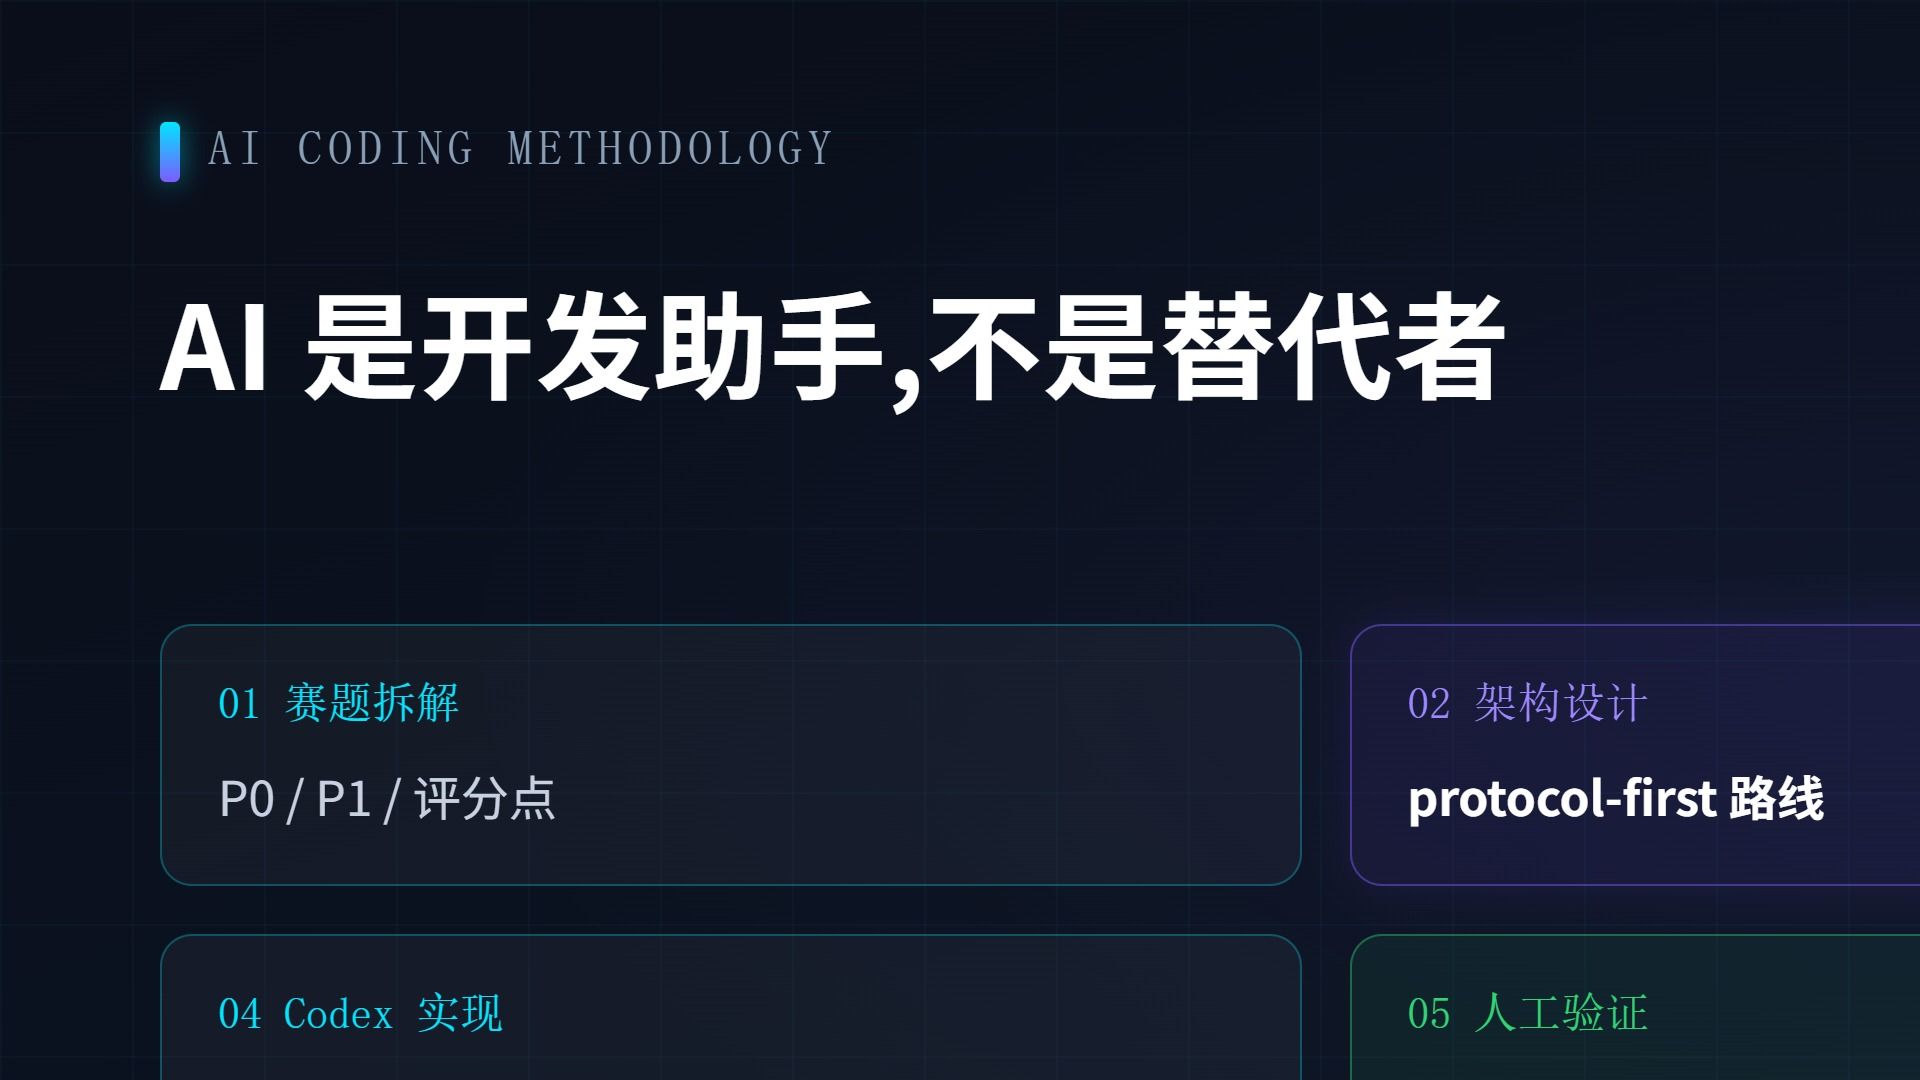 AI CODING METHODOLOGY
AI 是开发助手,不是替代者
01 赛题拆解
P0 / P1 / 评分点
02 架构设计
protocol-first 路线
04 Codex 实现
05 人工验证